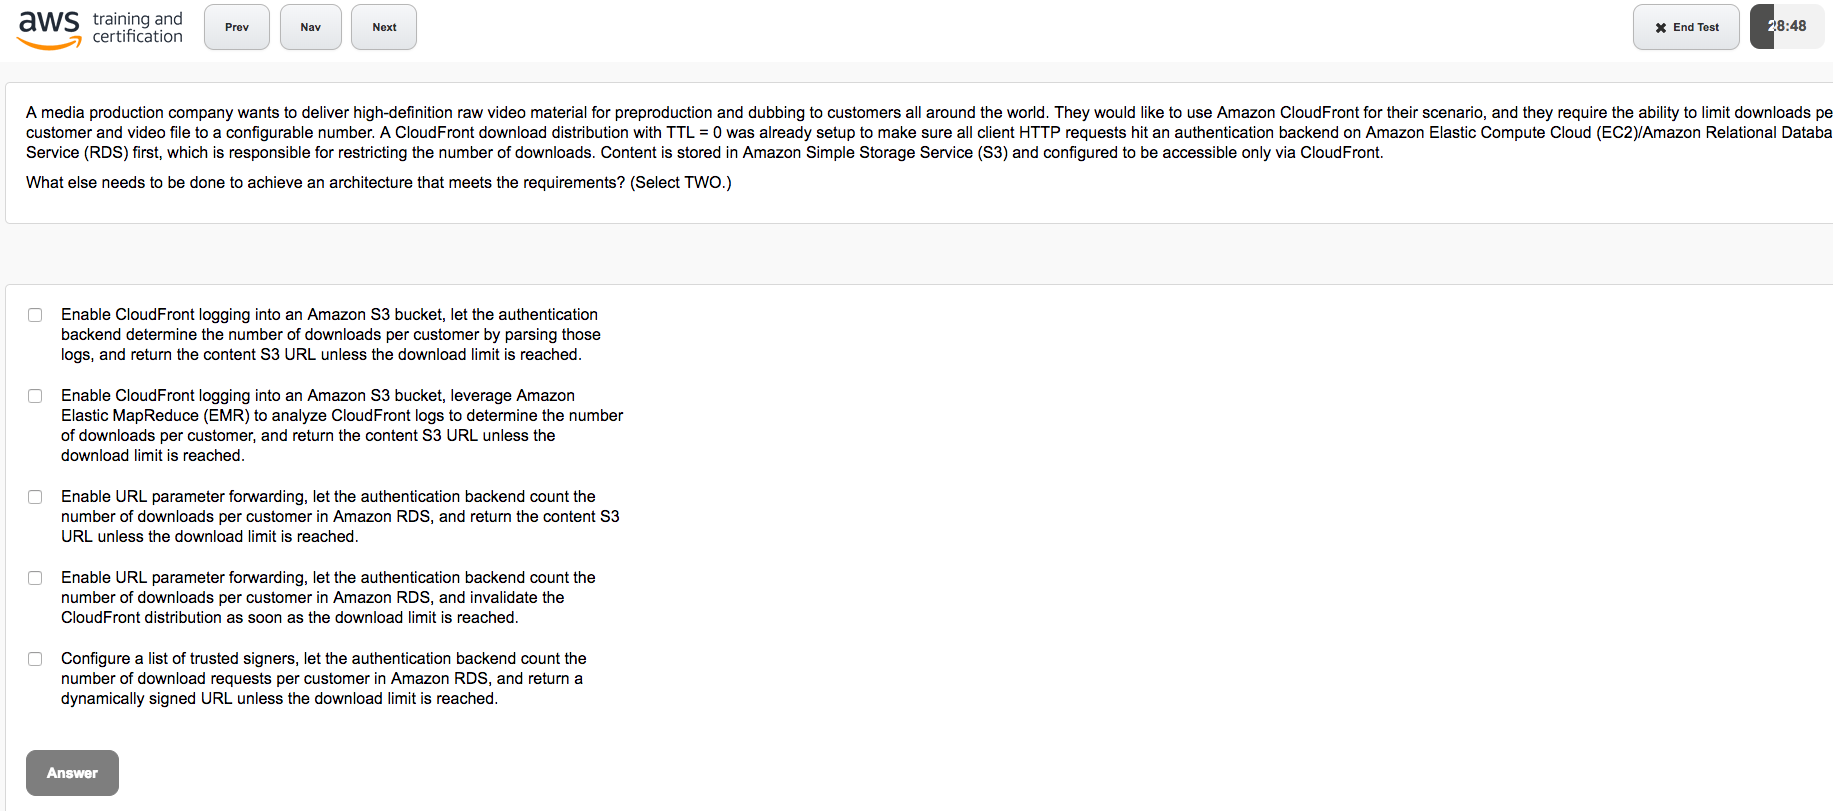 aws training and
certification
Prev
Nav
Next
End Test
28:48
A media production company wants to deliver high-definition raw video material for preproduction and dubbing to customers all around the world. They would like to use Amazon CloudFront for their scenario, and they require the ability to limit downloads pe
customer and video file to a configurable number. A CloudFront download distribution with TTL = 0 was already setup to make sure all client HTTP requests hit an authentication backend on Amazon Elastic Compute Cloud (EC2)/Amazon Relational Databa
Service (RDS) first, which is responsible for restricting the number of downloads. Content is stored in Amazon Simple Storage Service (S3) and configured to be accessible only via CloudFront.
What else needs to be done to achieve an architecture that meets the requirements? (Select TWO.)
Enable CloudFront logging into an Amazon S3 bucket, let the authentication
backend determine the number of downloads per customer by parsing those
logs, and return the content S3 URL unless the download limit is reached.
Enable CloudFront logging into an Amazon S3 bucket, leverage Amazon
Elastic MapReduce (EMR) to analyze CloudFront logs to determine the number
of downloads per customer, and return the content S3 URL unless the
download limit is reached.
Enable URL parameter forwarding, let the authentication backend count the
number of downloads per customer in Amazon RDS, and return the content S3
URL unless the download limit is reached.
Enable URL parameter forwarding, let the authentication backend count the
number of downloads per customer in Amazon RDS, and invalidate the
CloudFront distribution as soon as the download limit is reached.
Configure a list of trusted signers, let the authentication backend count the
number of download requests per customer in Amazon RDS, and return a
dynamically signed URL unless the download limit is reached.
Answer